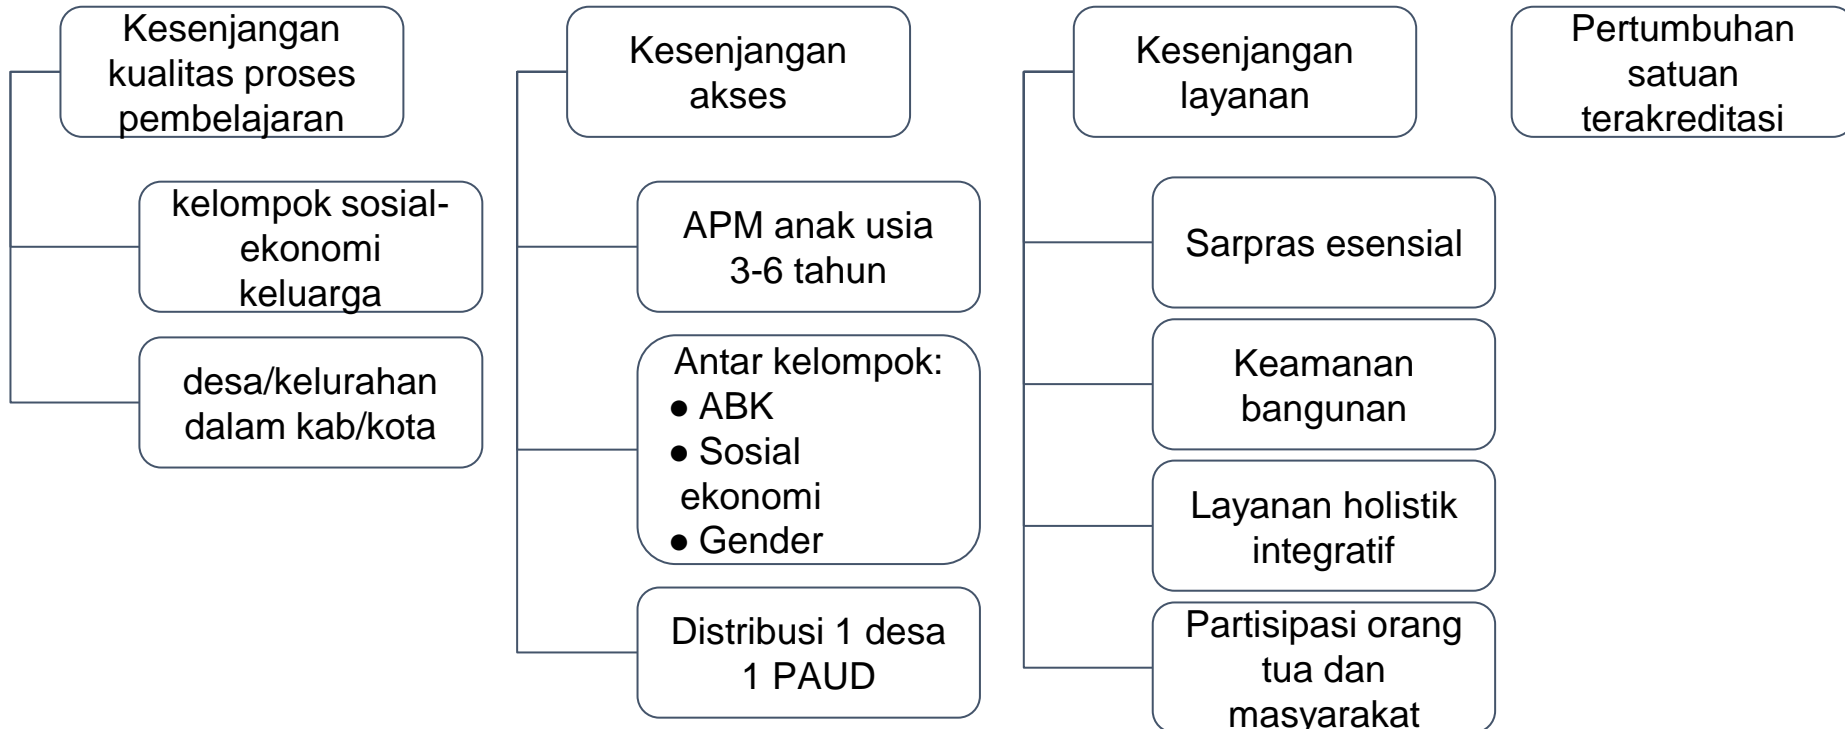 Kesenjangan
kualitas proses
pembelajaran
kelompok sosial-
ekonomi
keluarga
desa/kelurahan
dalam kab/kota
Kesenjangan
akses
APM anak usia
3-6 tahun
Antar kelompok:
● ABK
● Sosial
ekonomi
● Gender
Distribusi 1 desa
1 PAUD
Kesenjangan
layanan
Sarpras esensial
Keamanan
bangunan
Layanan holistik
integratif
Partisipasi orang
tua dan
masyarakat
Pertumbuhan
satuan
terakreditasi